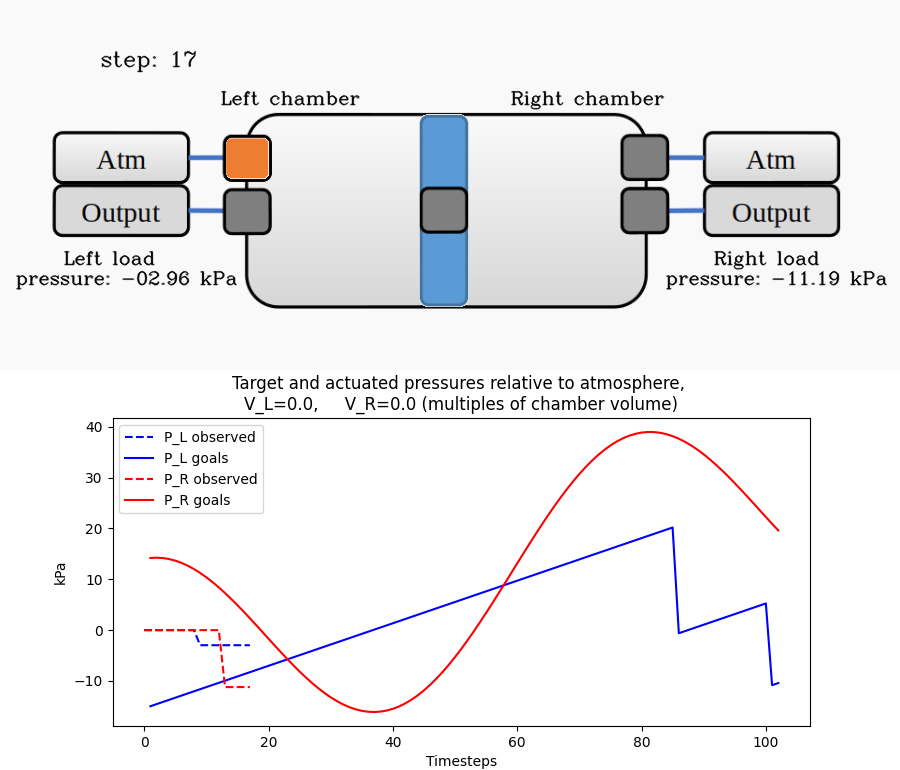 step: 17
Left chamber
Right chamber
Atm
Atm
Output
Output
Left load
pressure: −02.96 kPa
Right load
pressure: −11.19 kPa
Target and actuated pressures relative to atmosphere,
V_L=0.0, V_R=0.0 (multiples of chamber volume)
P_L observed
P_L goals
P_R observed
P_R goals
40
30
20
10
0
−10
kPa
0
20
40
60
80
100
Timesteps